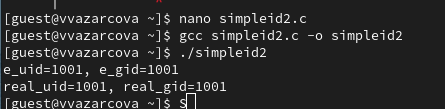 [guest@vvazarcova ~]$ nano simpleid2.c
[guest@vvazarcova ~]$ gcc simpleid2.c -o simpleid2
[guest@vvazarcova ~]$ ./simpleid2
e_uid=1001, e_gid=1001
real_uid=1001, real_gid=1001
[guest@vvazarcova ~]$ S